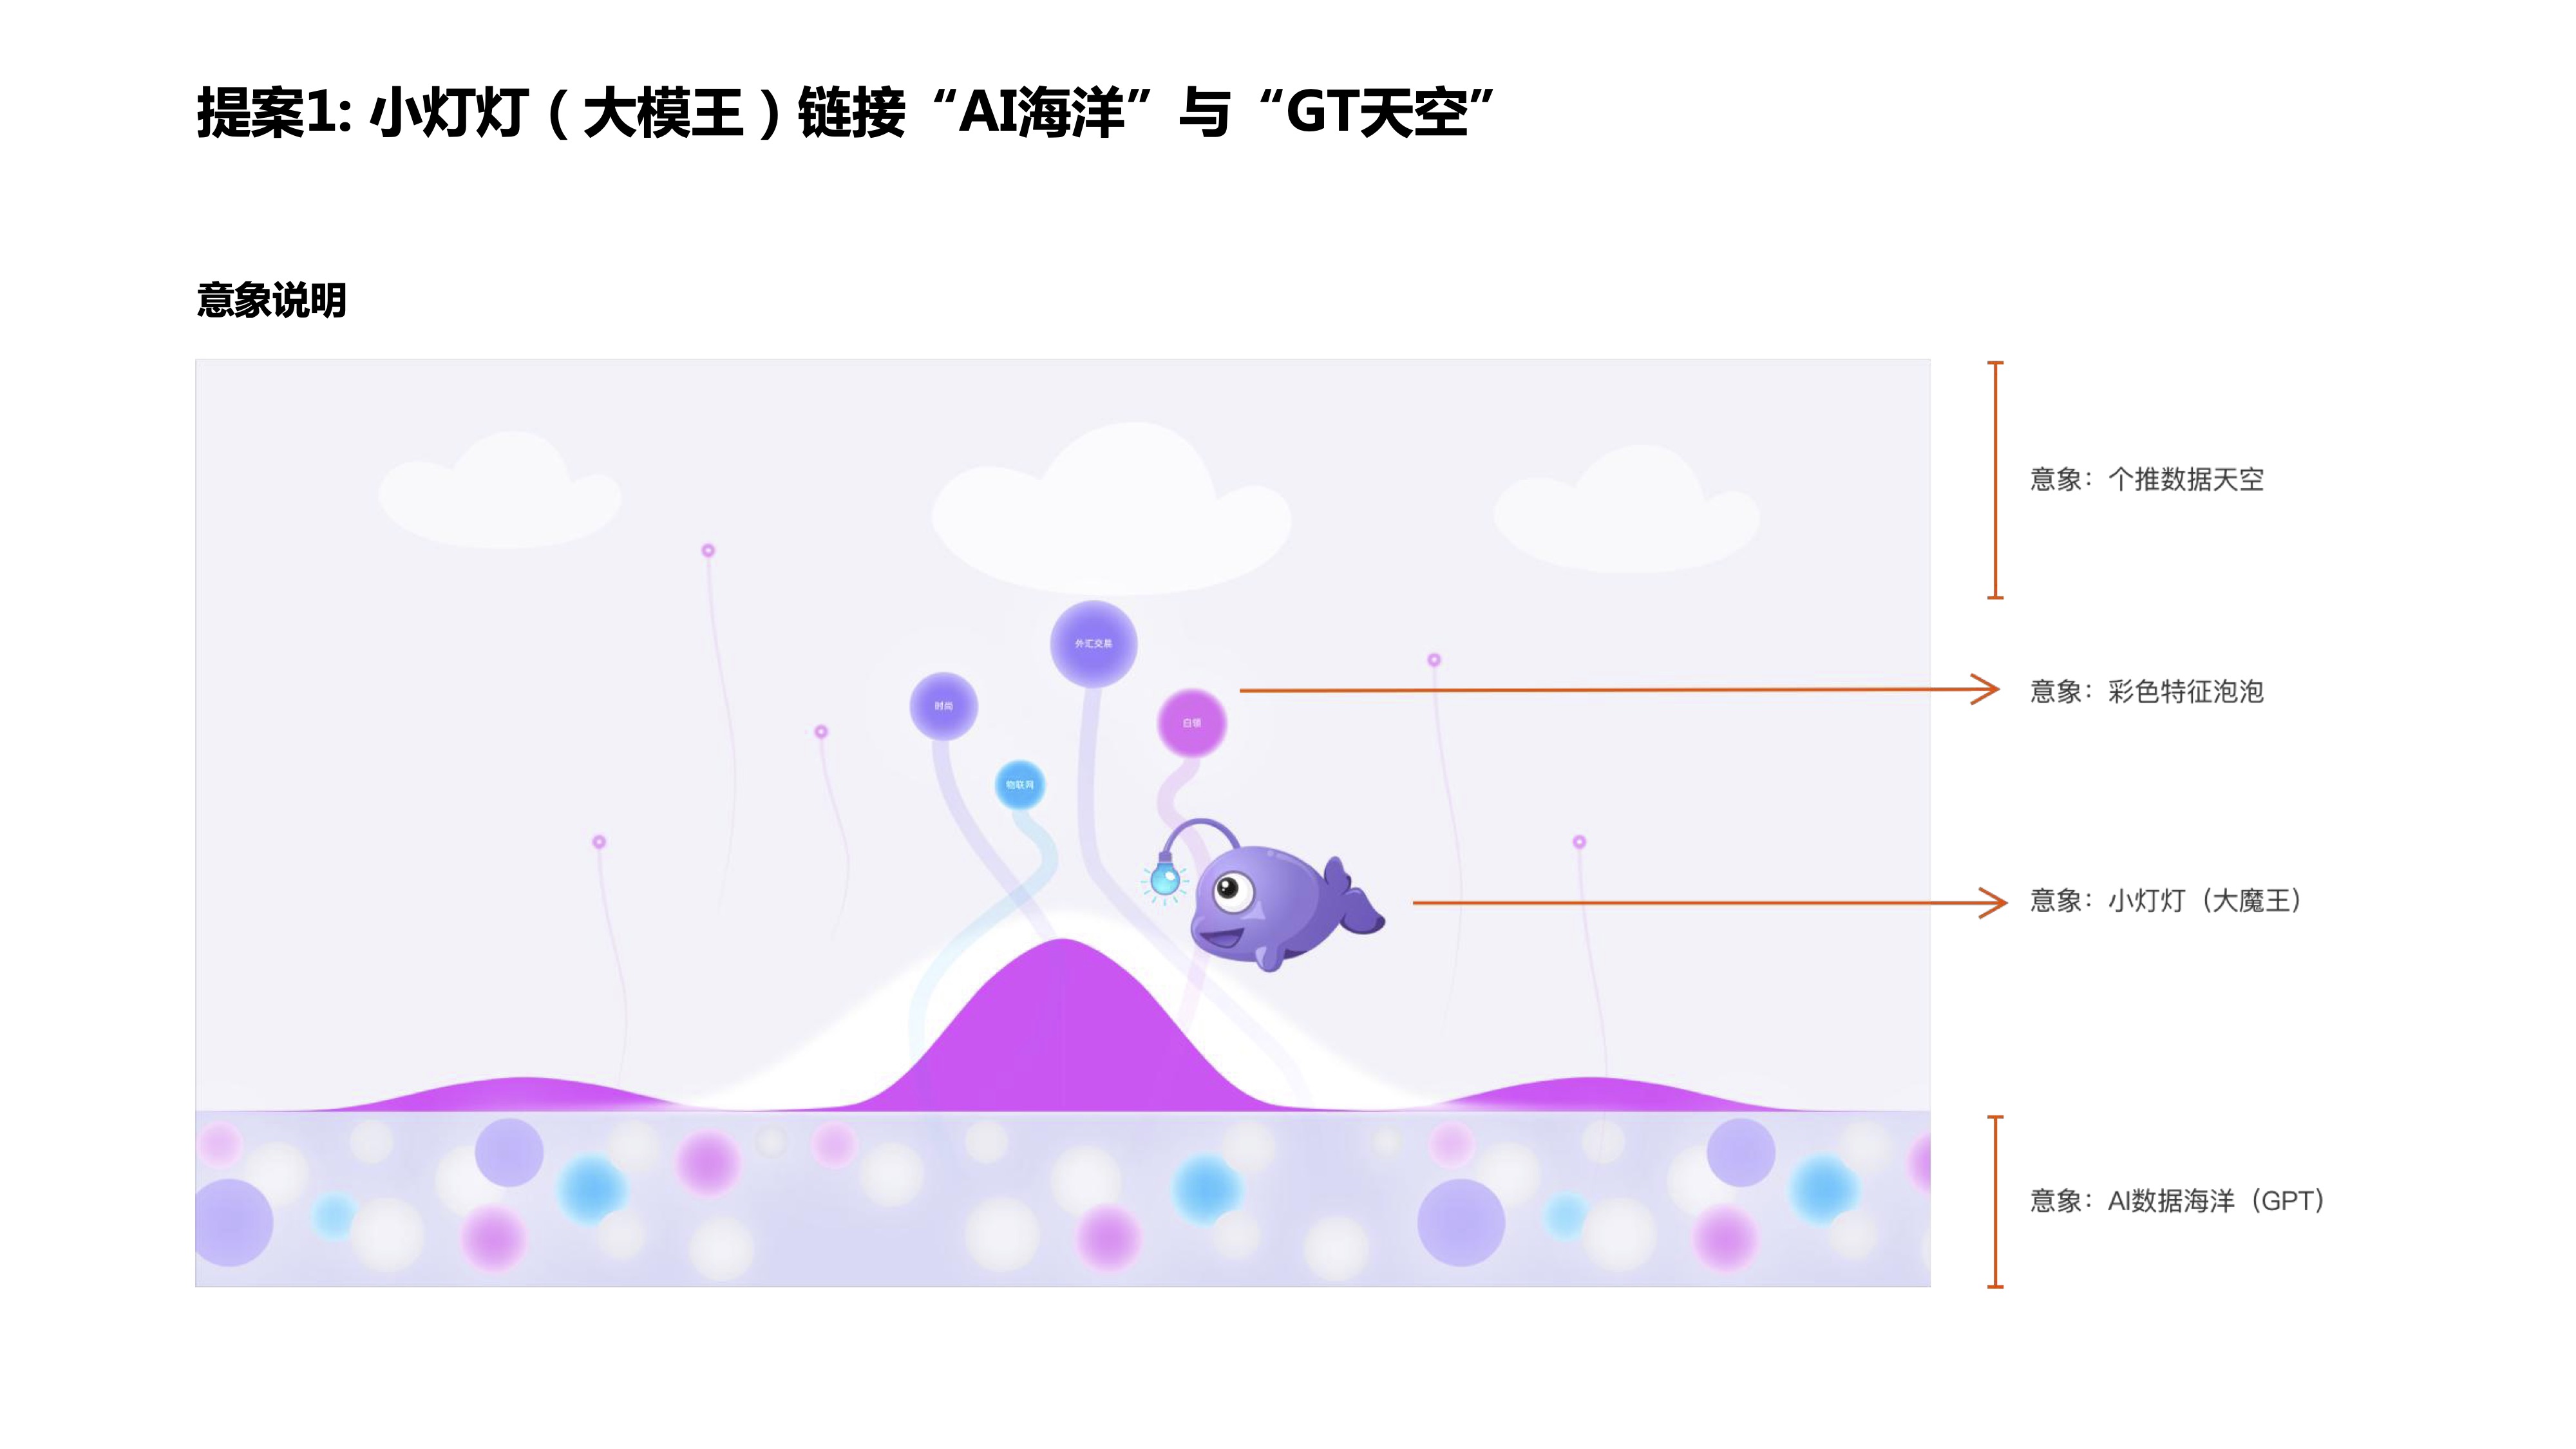 提案1: 小灯灯（大模王）链接“AI海洋”与“GT天空”
意象说明
意象：个推数据天空
外汇交易
意象：彩色特征泡泡
时尚
白领
物联网
意象：小灯灯（大魔王）
意象：AI数据海洋（GPT）